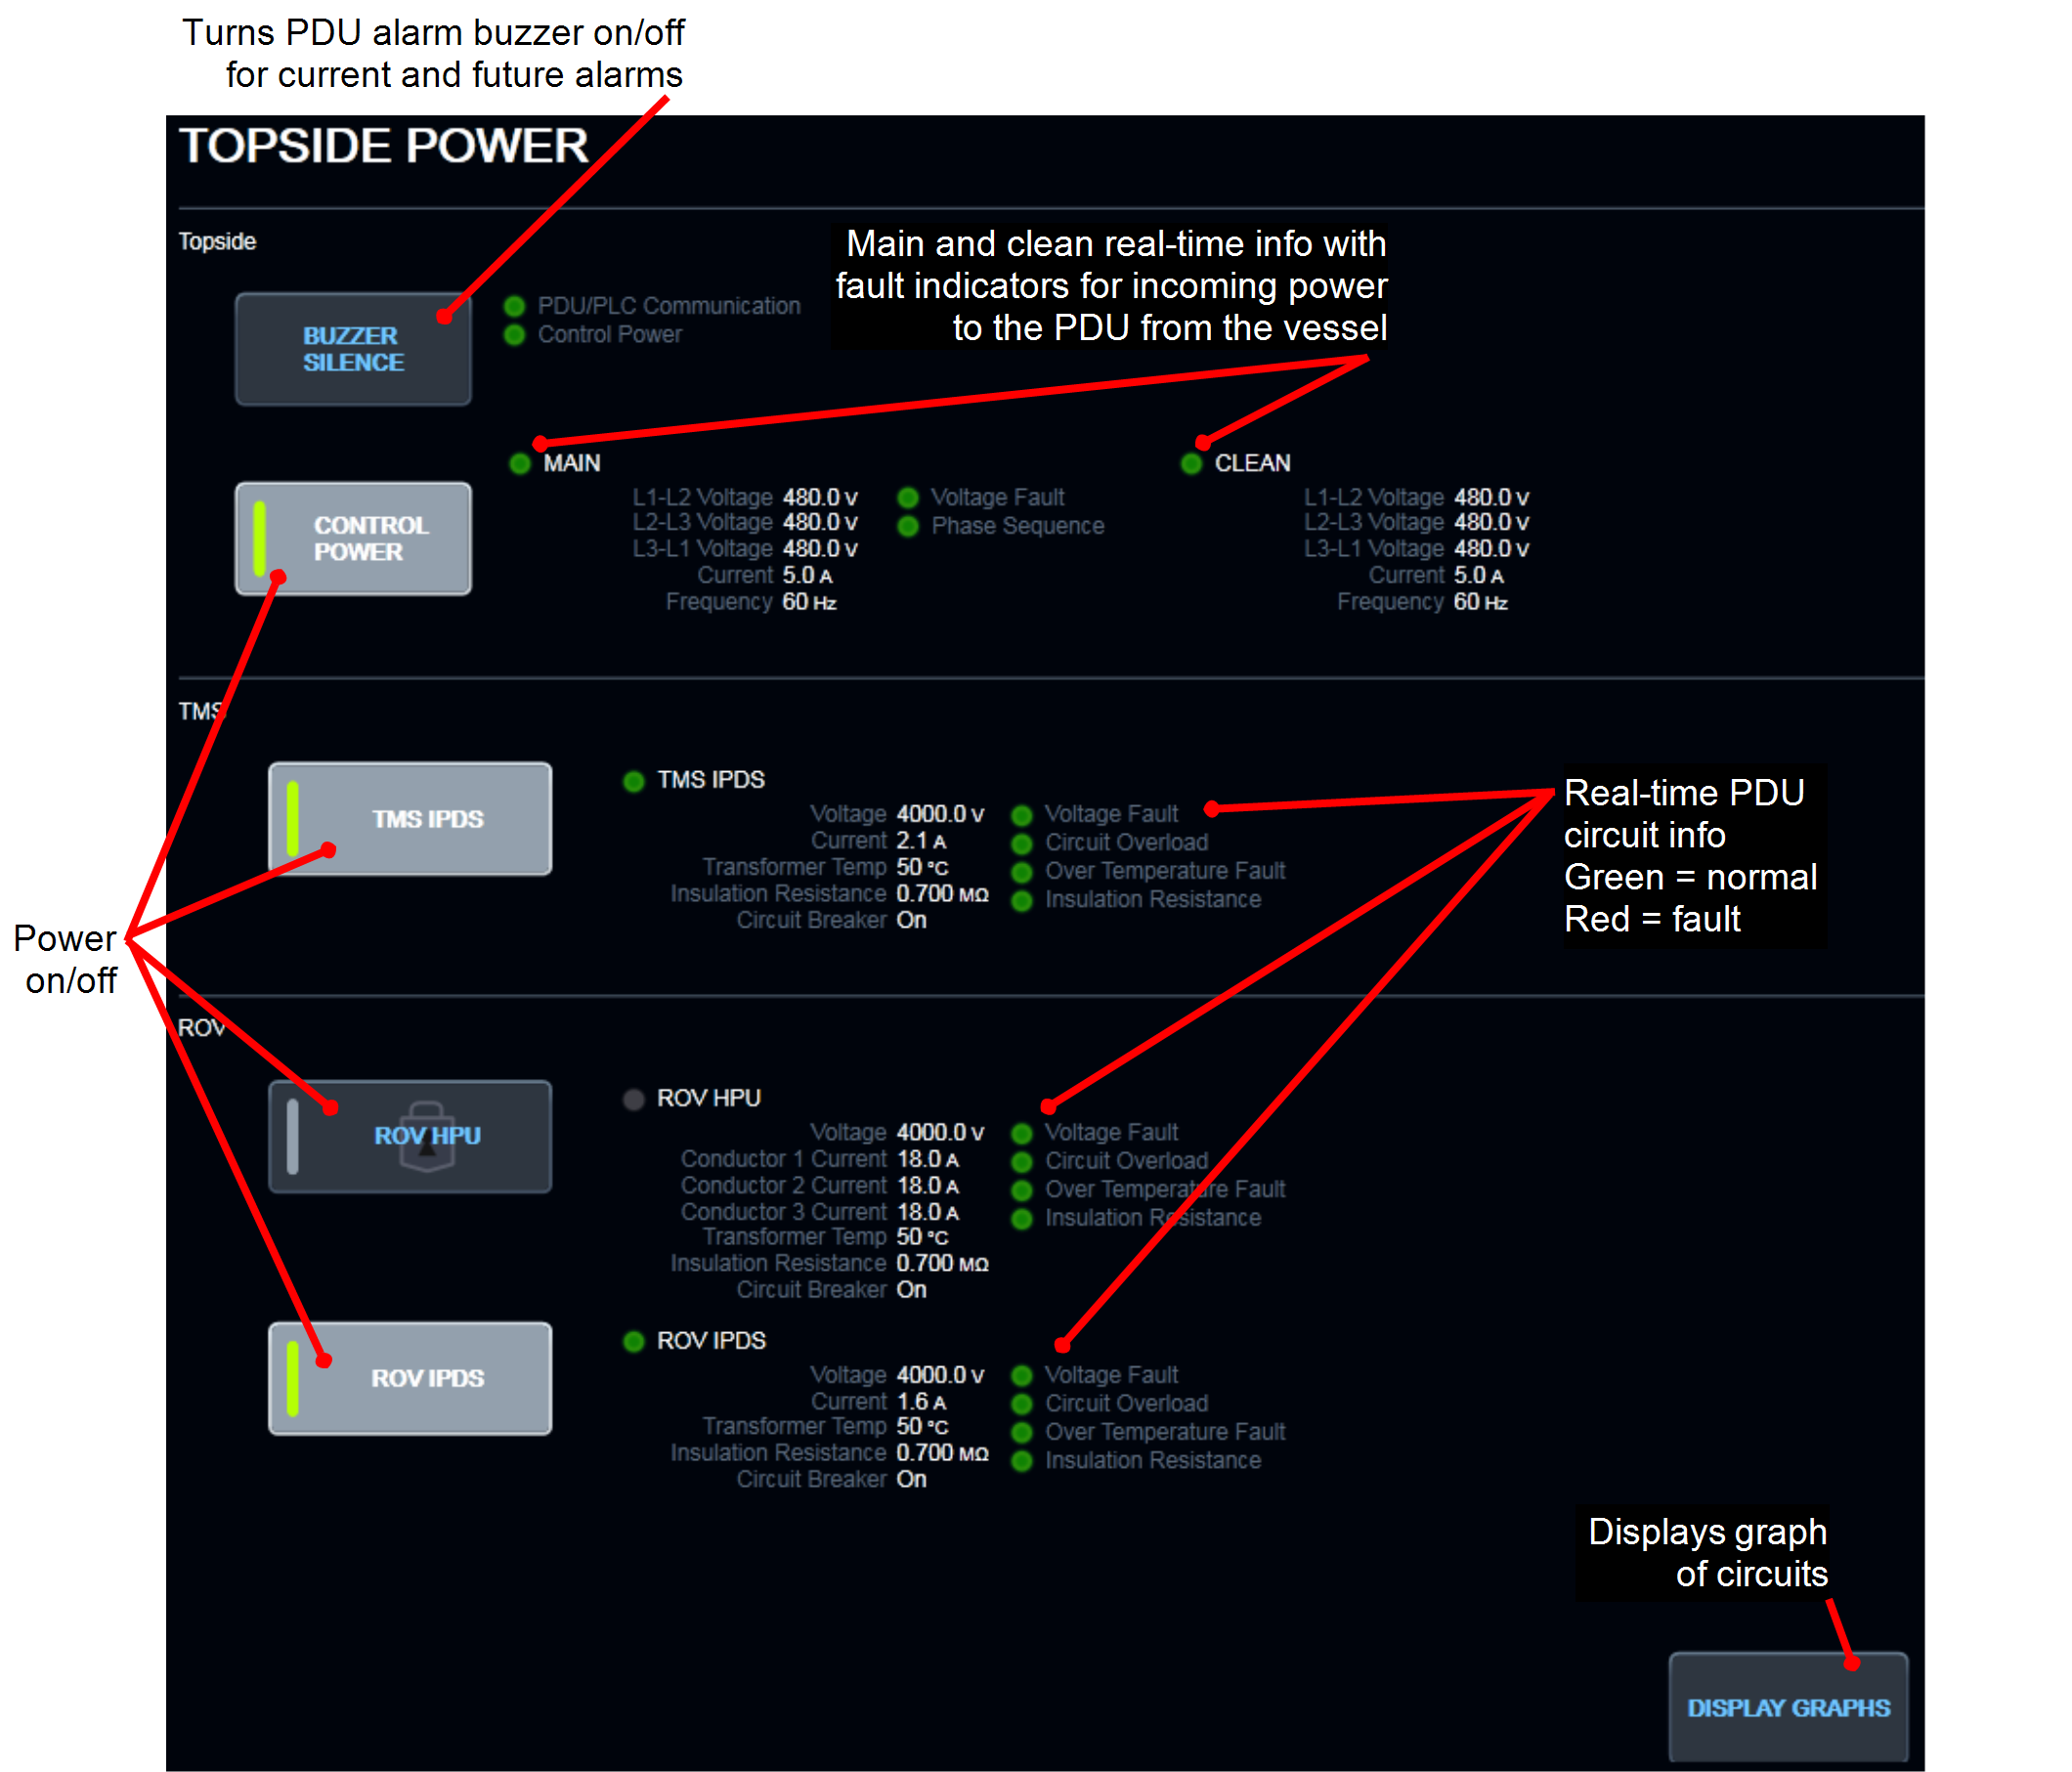 Turns PDU alarm buzzer on/off
for current and future alarms
TOPSIDE POWER
Topside
Main and clean real-time info with
fault indicators for incoming power
to the PDU from the vessel
BUZZER
SILENCE
PDU/PLC Communication
Control Power
CONTROL
POWER
MAIN
L1-L2 Voltage 480.0 V
L2-L3 Voltage 480.0 V
L3-L1 Voltage 480.0 V
Current 5.0 A
Frequency 60 Hz
Voltage Fault
Phase Sequence
CLEAN
L1-L2 Voltage 480.0 V
L2-L3 Voltage 480.0 V
L3-L1 Voltage 480.0 V
Current 5.0 A
Frequency 60 Hz
TMS
TMS IPDS
TMS IPDS
Voltage 4000.0 V
Current 2.1 A
Transformer Temp 50 °C
Insulation Resistance 0.700 MΩ
Circuit Breaker On
Voltage Fault
Circuit Overload
Over Temperature Fault
Insulation Resistance
Real-time PDU
circuit info
Green = normal
Red = fault
Power
on/off
ROV
ROV HPU
ROV HPU
Voltage 4000.0 V
Conductor 1 Current 18.0 A
Conductor 2 Current 18.0 A
Conductor 3 Current 18.0 A
Transformer Temp 50 °C
Insulation Resistance 0.700 MΩ
Circuit Breaker On
Voltage Fault
Circuit Overload
Over Temperature Fault
Insulation Resistance
ROV IPDS
ROV IPDS
Voltage 4000.0 V
Current 1.6 A
Transformer Temp 50 °C
Insulation Resistance 0.700 MΩ
Circuit Breaker On
Voltage Fault
Circuit Overload
Over Temperature Fault
Insulation Resistance
Displays graph
of circuits
DISPLAY GRAPHS